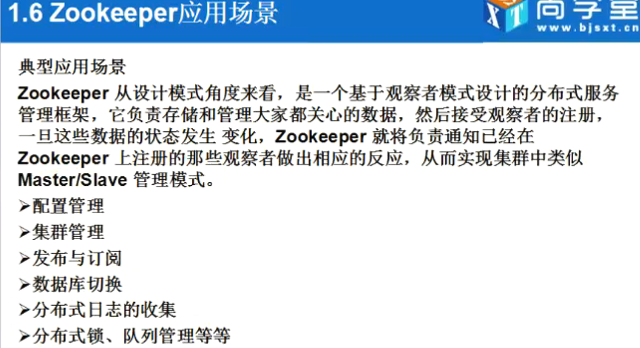 1.6 Zookeeper应用场景
尚学堂
www.bjsxt.cn
典型应用场景
Zookeeper 从设计模式角度来看，是一个基于观察者模式设计的分布式服务
管理框架，它负责存储和管理大家都关心的数据，然后接受观察者的注册，
一旦这些数据的状态发生 变化，Zookeeper 就将负责通知已经在
Zookeeper 上注册的那些观察者做出相应的反应，从而实现集群中类似
Master/Slave 管理模式。
➢配置管理
➢集群管理
➢发布与订阅
➢数据库切换
➢分布式日志的收集
➢分布式锁、队列管理等等